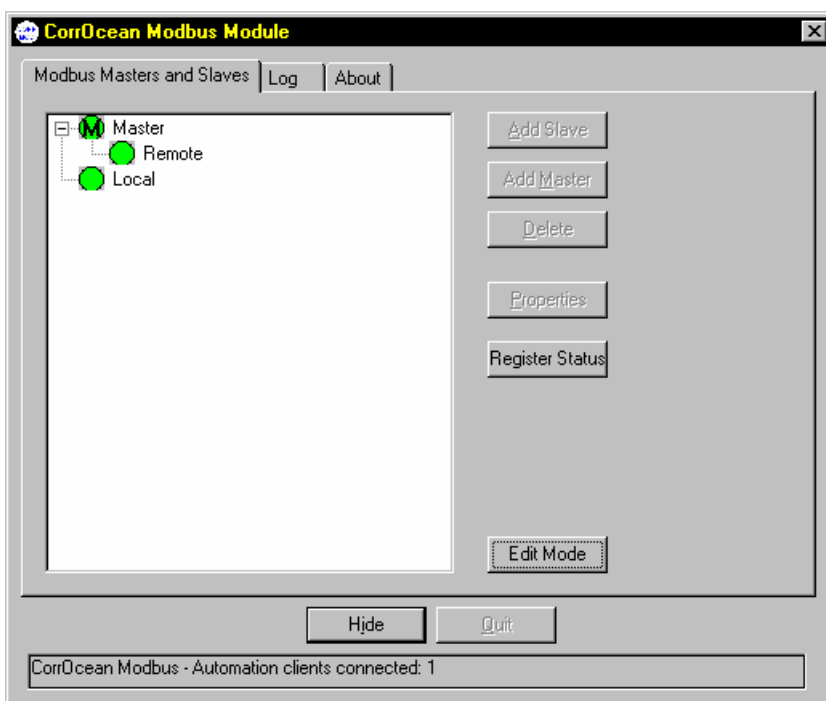 CorrOcean Modbus Module
Modbus Masters and Slaves Log About
M Master
Remote
Local
Add Slave
Add Master
Delete
Properties
Register Status
Edit Mode
Hide Quit
CorrOcean Modbus - Automation clients connected: 1